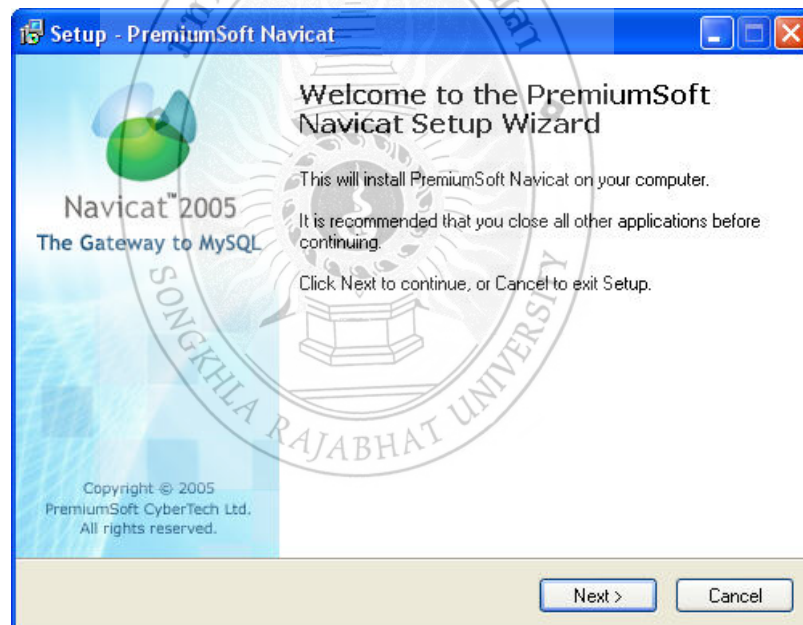 Setup - PremiumSoft Navicat
Welcome to the PremiumSoft
Navicat Setup Wizard
This will install PremiumSoft Navicat on your computer.
It is recommended that you close all other applications before
continuing.
Click Next to continue, or Cancel to exit Setup.
Navicat™2005
The Gateway to MySQL
Copyright © 2005
PremiumSoft CyberTech Ltd.
All rights reserved.
Next >
Cancel
SONGKHLA RAJABHAT UNIVERSITY